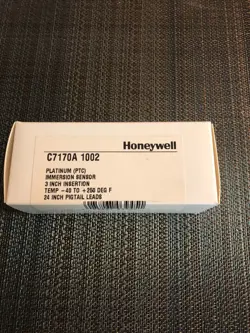 Honeywell
C7170A 1002
PLATINUM (PTC)
IMMERSION SENSOR
3 INCH INSERTION
TEMP -40 TO +250 DEG F
24 INCH PIGTAIL LEADS